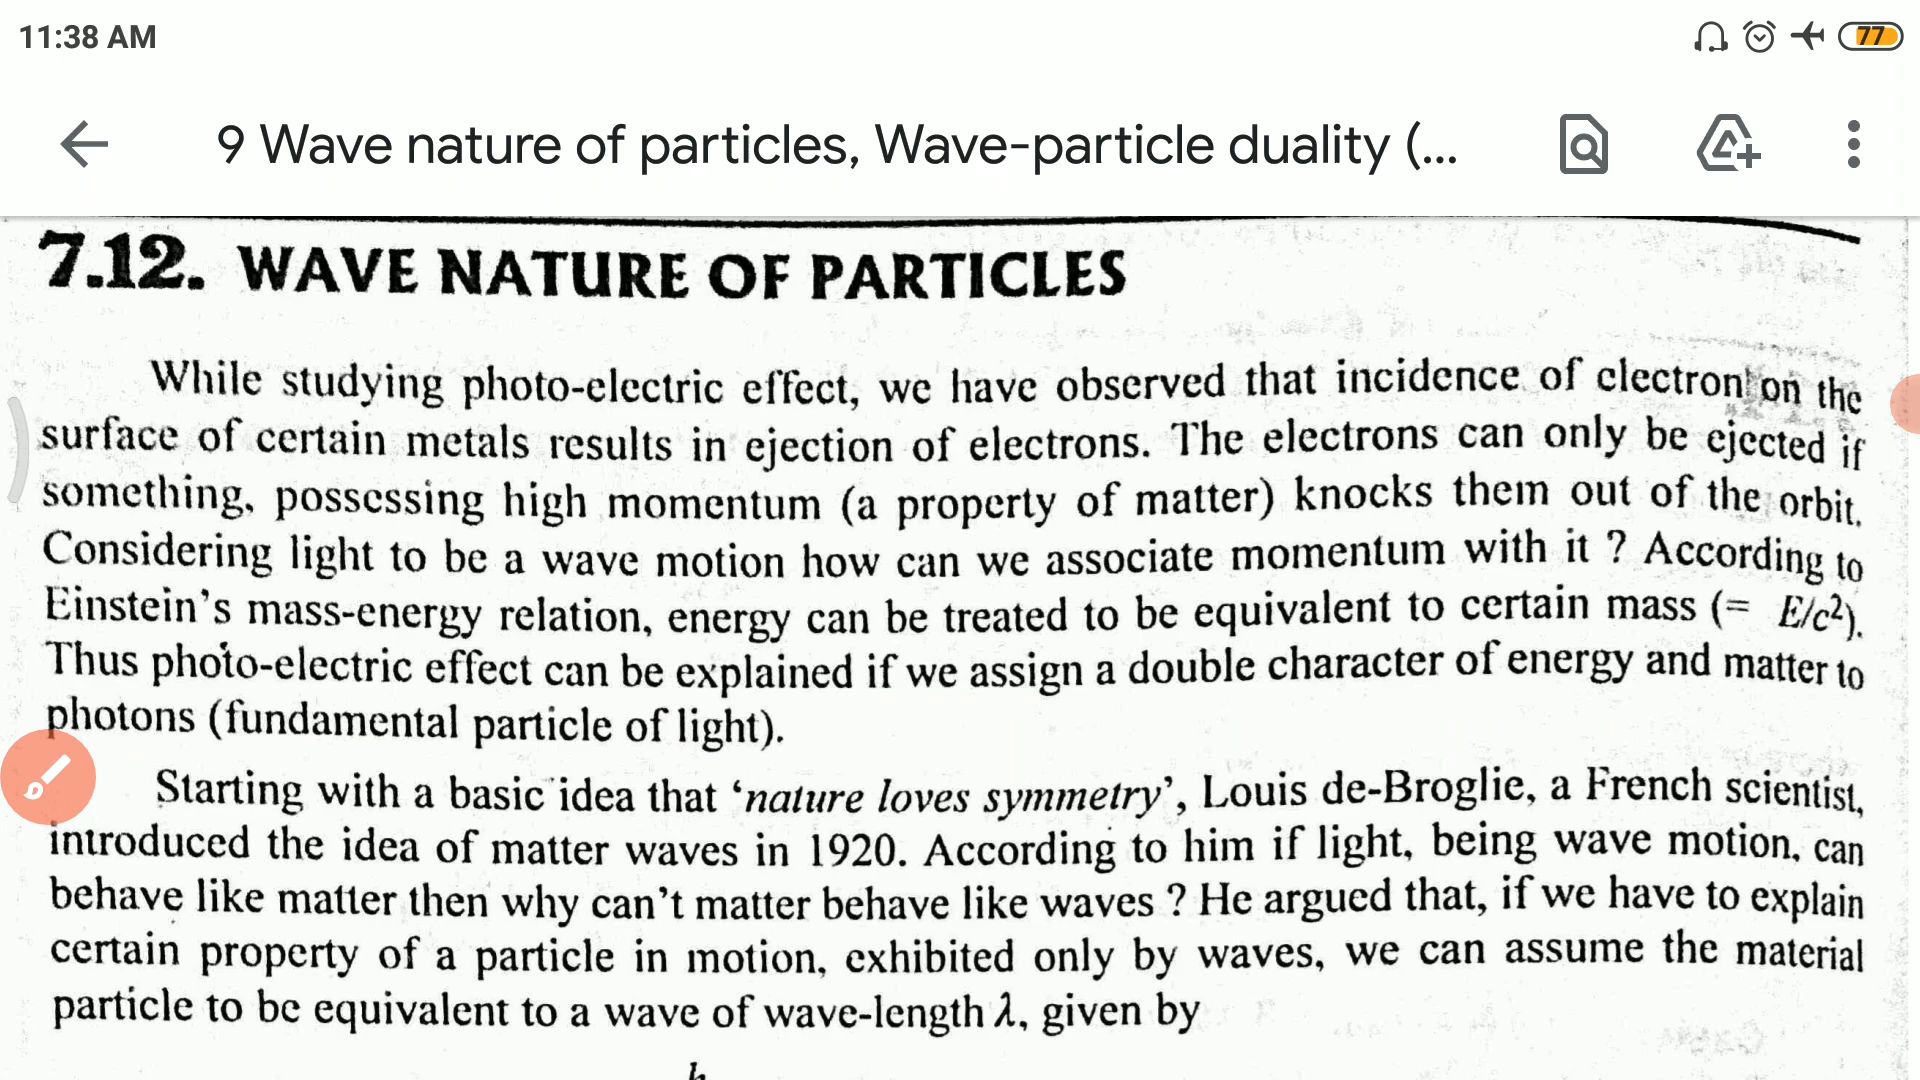 11:38 AM
77
9 Wave nature of particles, Wave-particle duality (...
7.12. WAVE NATURE OF PARTICLES
While studying photo-electric effect, we have observed that incidence of electron on the
surface of certain metals results in ejection of electrons. The electrons can only be ejected if
something, possessing high momentum (a property of matter) knocks them out of the orbit.
Considering light to be a wave motion how can we associate momentum with it ? According to
Einstein's mass-energy relation, energy can be treated to be equivalent to certain mass (= E/c²).
Thus photo-electric effect can be explained if we assign a double character of energy and matter to
photons (fundamental particle of light).
Starting with a basic idea that ‘nature loves symmetry’, Louis de-Broglie, a French scientist,
introduced the idea of matter waves in 1920. According to him if light, being wave motion, can
behave like matter then why can't matter behave like waves ? He argued that, if we have to explain
certain property of a particle in motion, exhibited only by waves, we can assume the material
particle to be equivalent to a wave of wave-length λ, given by
h